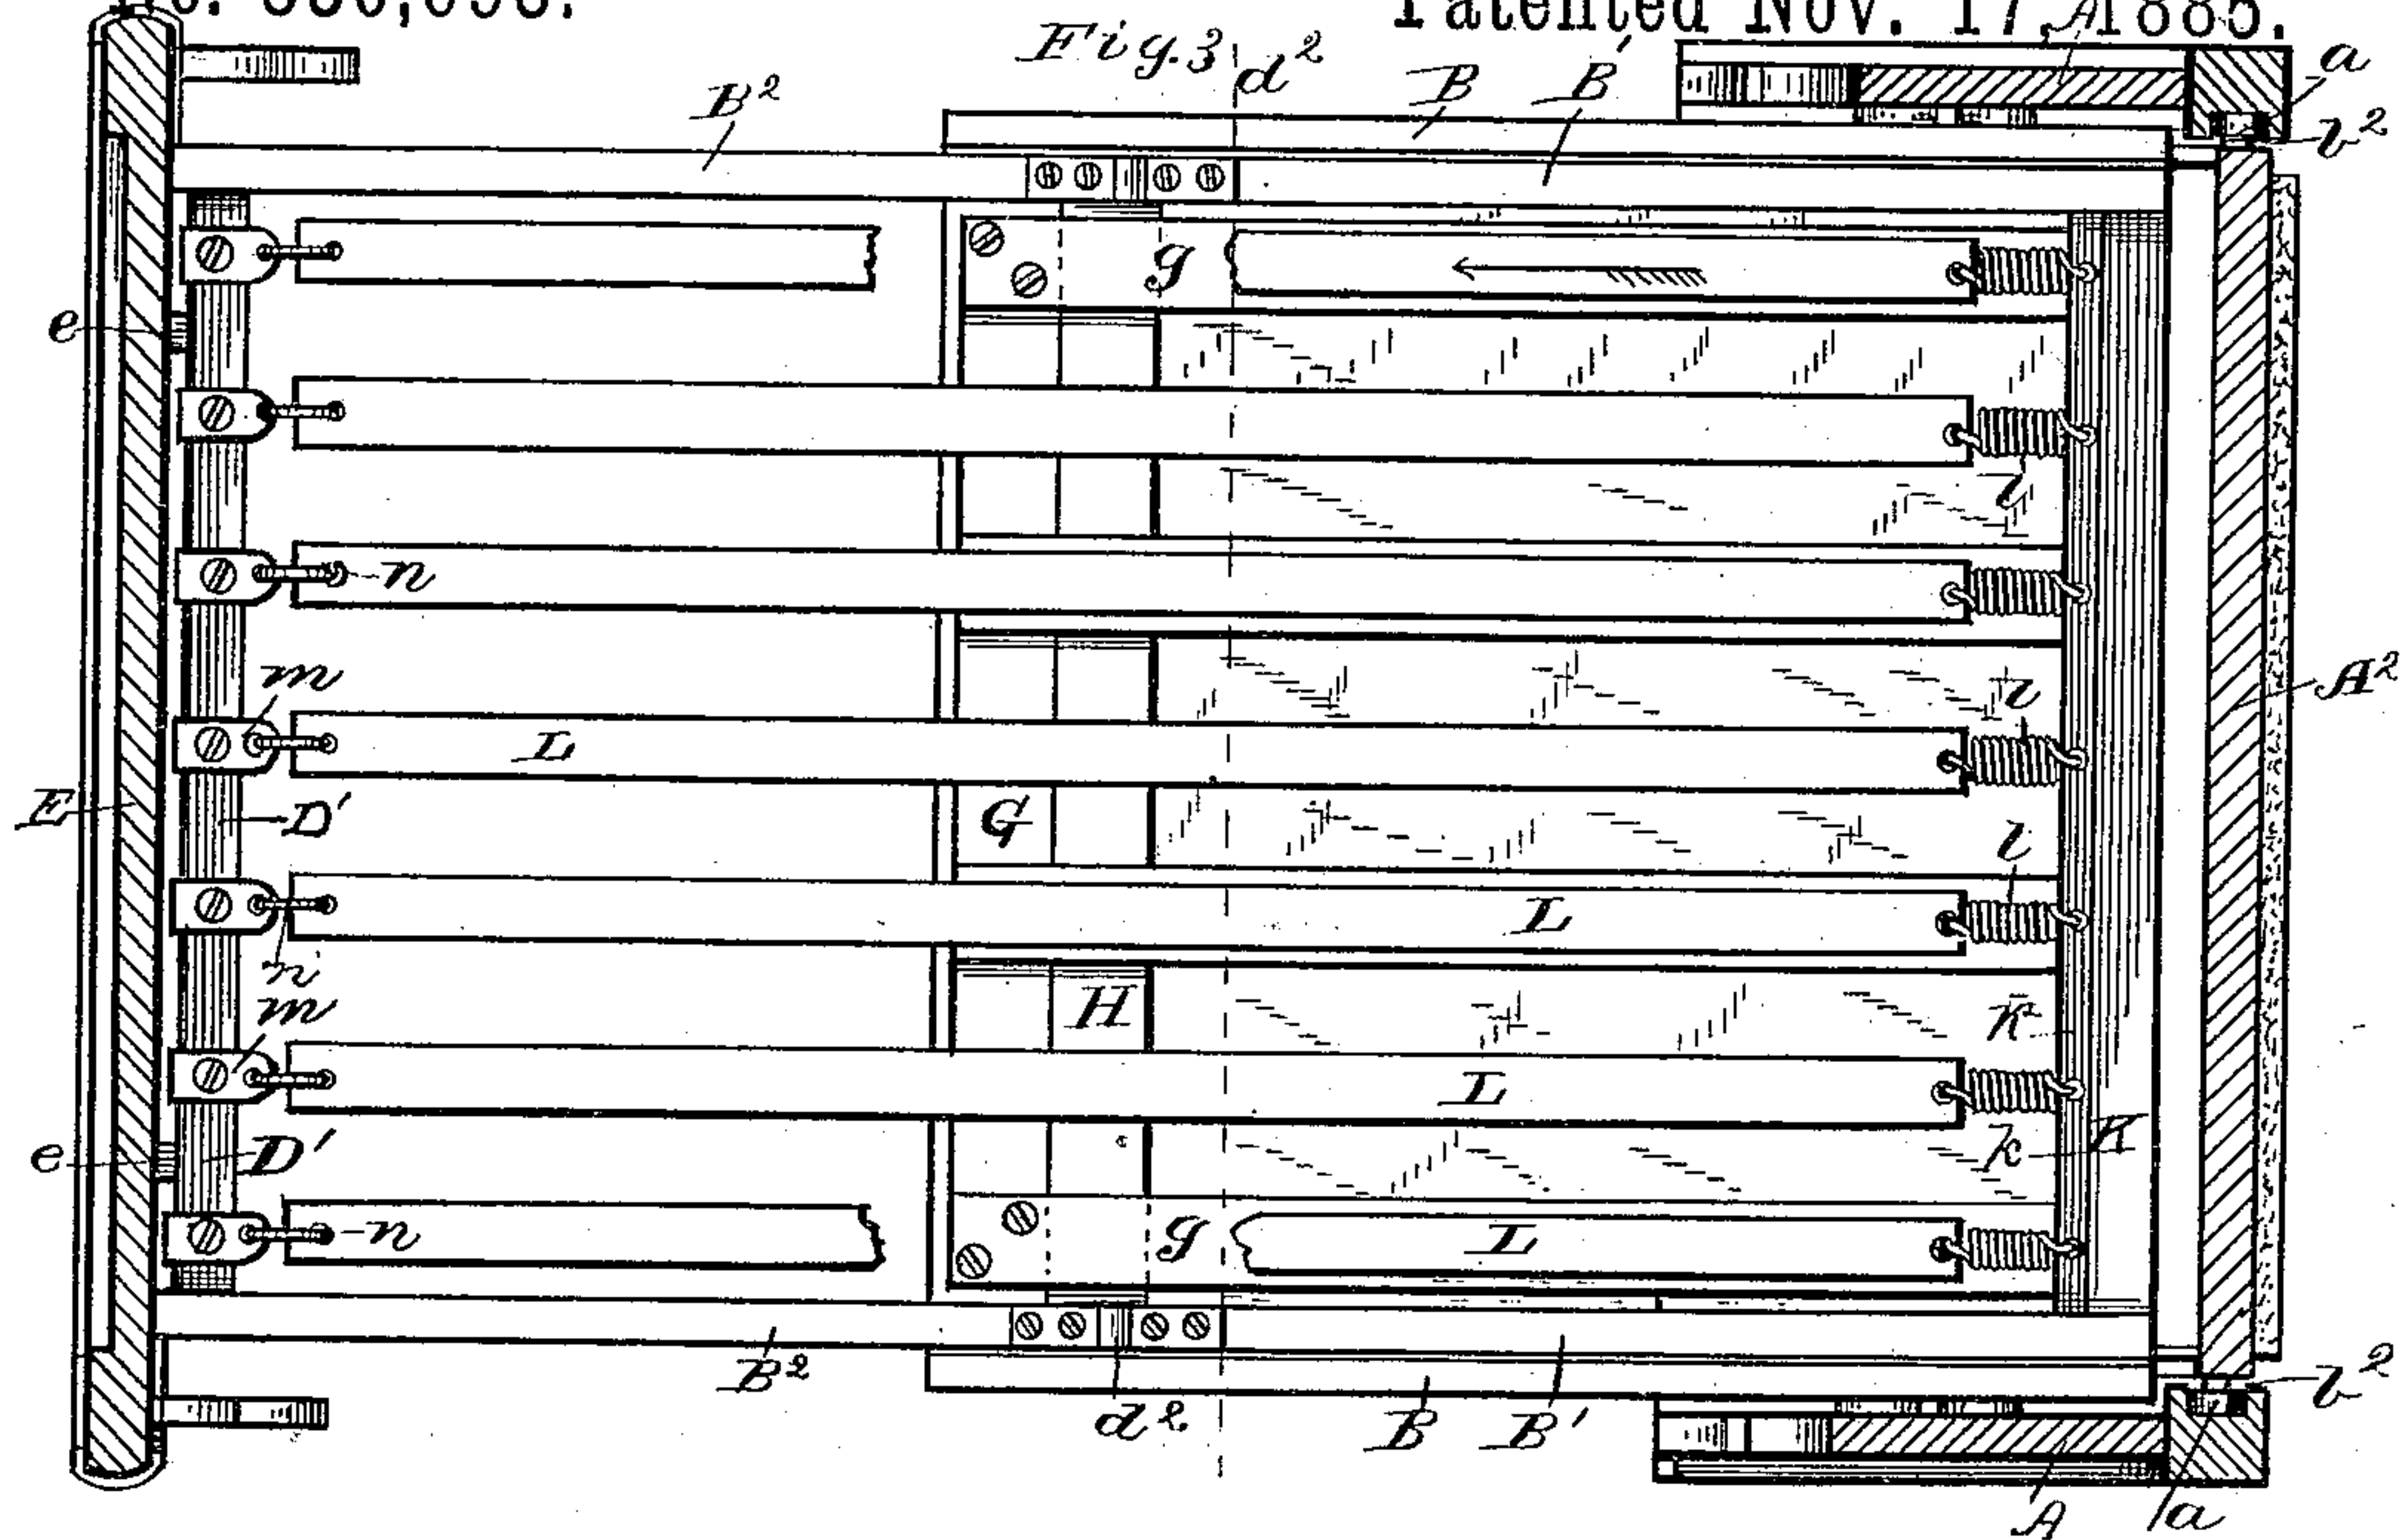 Patented Nov. 17, 1885.
Fig. 3
d²
B
B'
A
a
b²
B²
g
e
l
n
m
l
A²
L
E
D'
G
l
L
n
m
H
k
L
e
D'
k
K
n
g
L
B²
d²
B
B'
b²
A
a